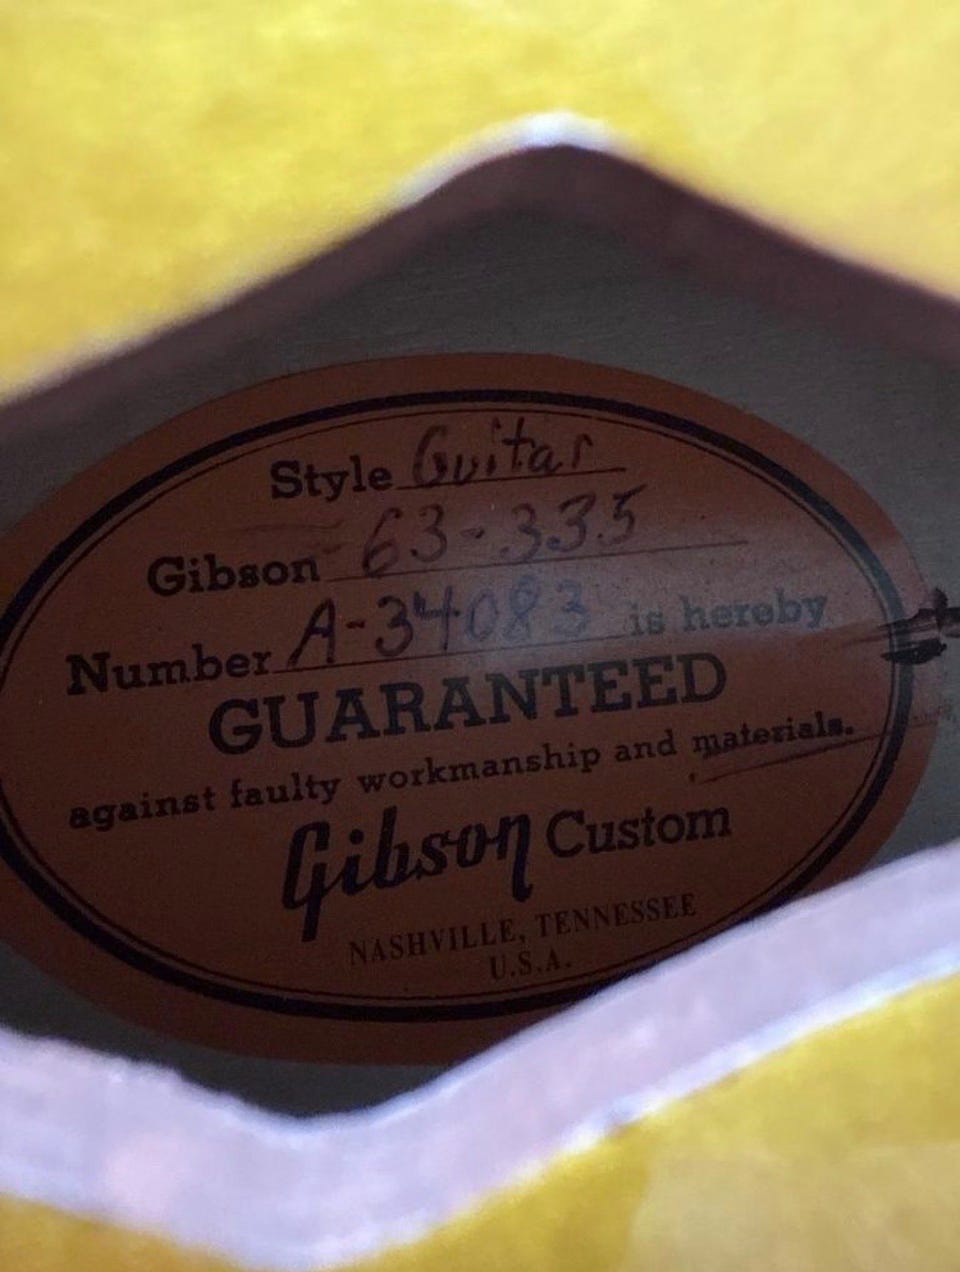 Style Guitar
Gibson 63-335
Number A-34083 is hereby
GUARANTEED
against faulty workmanship and materials.
Gibson Custom
NASHVILLE, TENNESSEE
U.S.A.